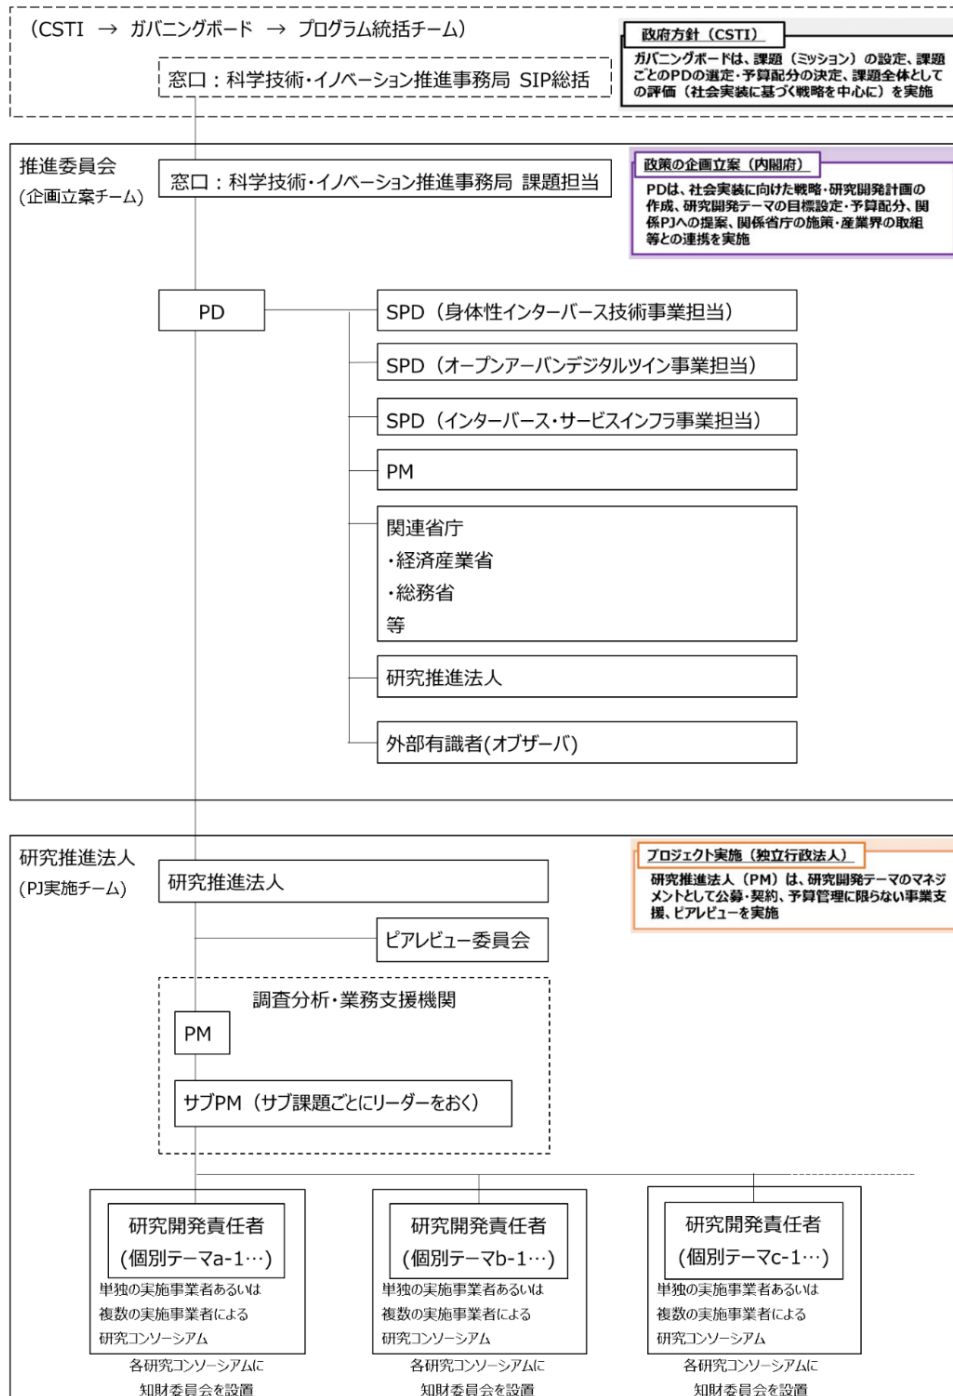 （CSTI → ガバニングボード → プログラム統括チーム）
窓口：科学技術・イノベーション推進事務局 SIP総括
政府方針（CSTI）
ガバニングボードは、課題（ミッション）の設定、課題
ごとのPDの選定・予算配分の決定、課題全体として
の評価（社会実装に基づく戦略を中心に）を実施
推進委員会
(企画立案チーム)
窓口：科学技術・イノベーション推進事務局 課題担当
政策の企画立案（内閣府）
PDは、社会実装に向けた戦略・研究開発計画の
作成、研究開発テーマの目標設定・予算配分、関
係PJへの提案、関係省庁の施策・産業界の取組
等との連携を実施
PD
SPD（身体性インターバース技術事業担当）
SPD（オープンアーバンデジタルツイン事業担当）
SPD（インターバース・サービスインフラ事業担当）
PM
関連省庁
・経済産業省
・総務省
等
研究推進法人
外部有識者(オブザーバ)
研究推進法人
(PJ実施チーム)
研究推進法人
プロジェクト実施（独立行政法人）
研究推進法人（PM）は、研究開発テーマのマネジ
メントとして公募・契約、予算管理に限らない事業支
援、ピアレビューを実施
ピアレビュー委員会
調査分析・業務支援機関
PM
サブPM（サブ課題ごとにリーダーをおく）
研究開発責任者
(個別テーマa-1…)
単独の実施事業者あるいは
複数の実施事業者による
研究コンソーシアム
各研究コンソーシアムに
知財委員会を設置
研究開発責任者
(個別テーマb-1…)
単独の実施事業者あるいは
複数の実施事業者による
研究コンソーシアム
各研究コンソーシアムに
知財委員会を設置
研究開発責任者
(個別テーマc-1…)
単独の実施事業者あるいは
複数の実施事業者による
研究コンソーシアム
各研究コンソーシアムに
知財委員会を設置